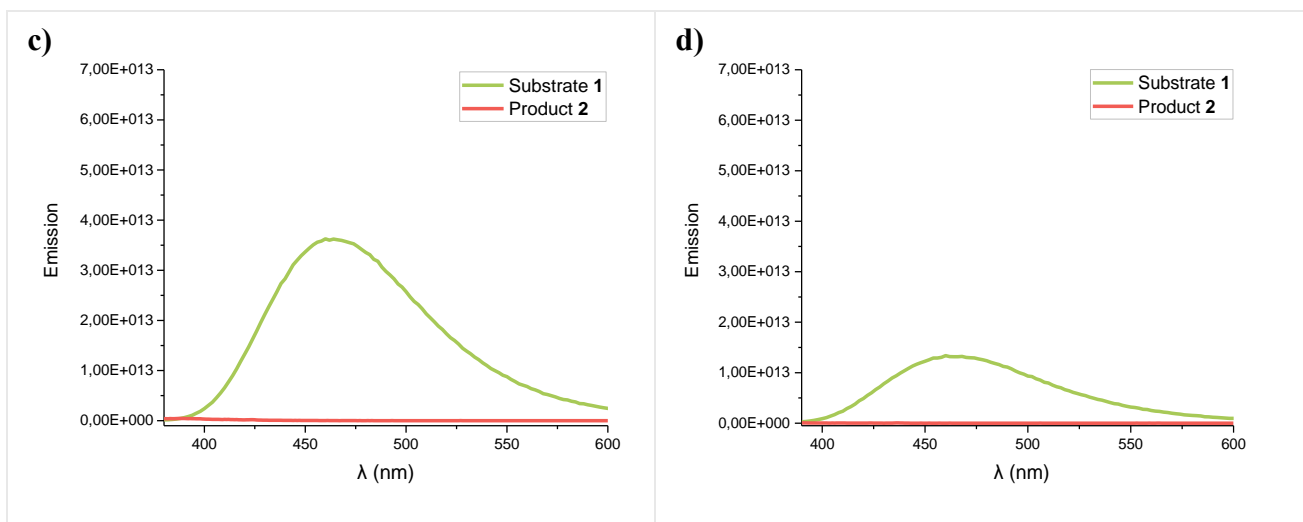 c)
7,00E+013
6,00E+013
5,00E+013
4,00E+013
3,00E+013
2,00E+013
1,00E+013
0,00E+000
Emission
Substrate 1
Product 2
400
450
500
550
600
λ (nm)
d)
7,00E+013
6,00E+013
5,00E+013
4,00E+013
3,00E+013
2,00E+013
1,00E+013
0,00E+000
Emission
Substrate 1
Product 2
400
450
500
550
600
λ (nm)